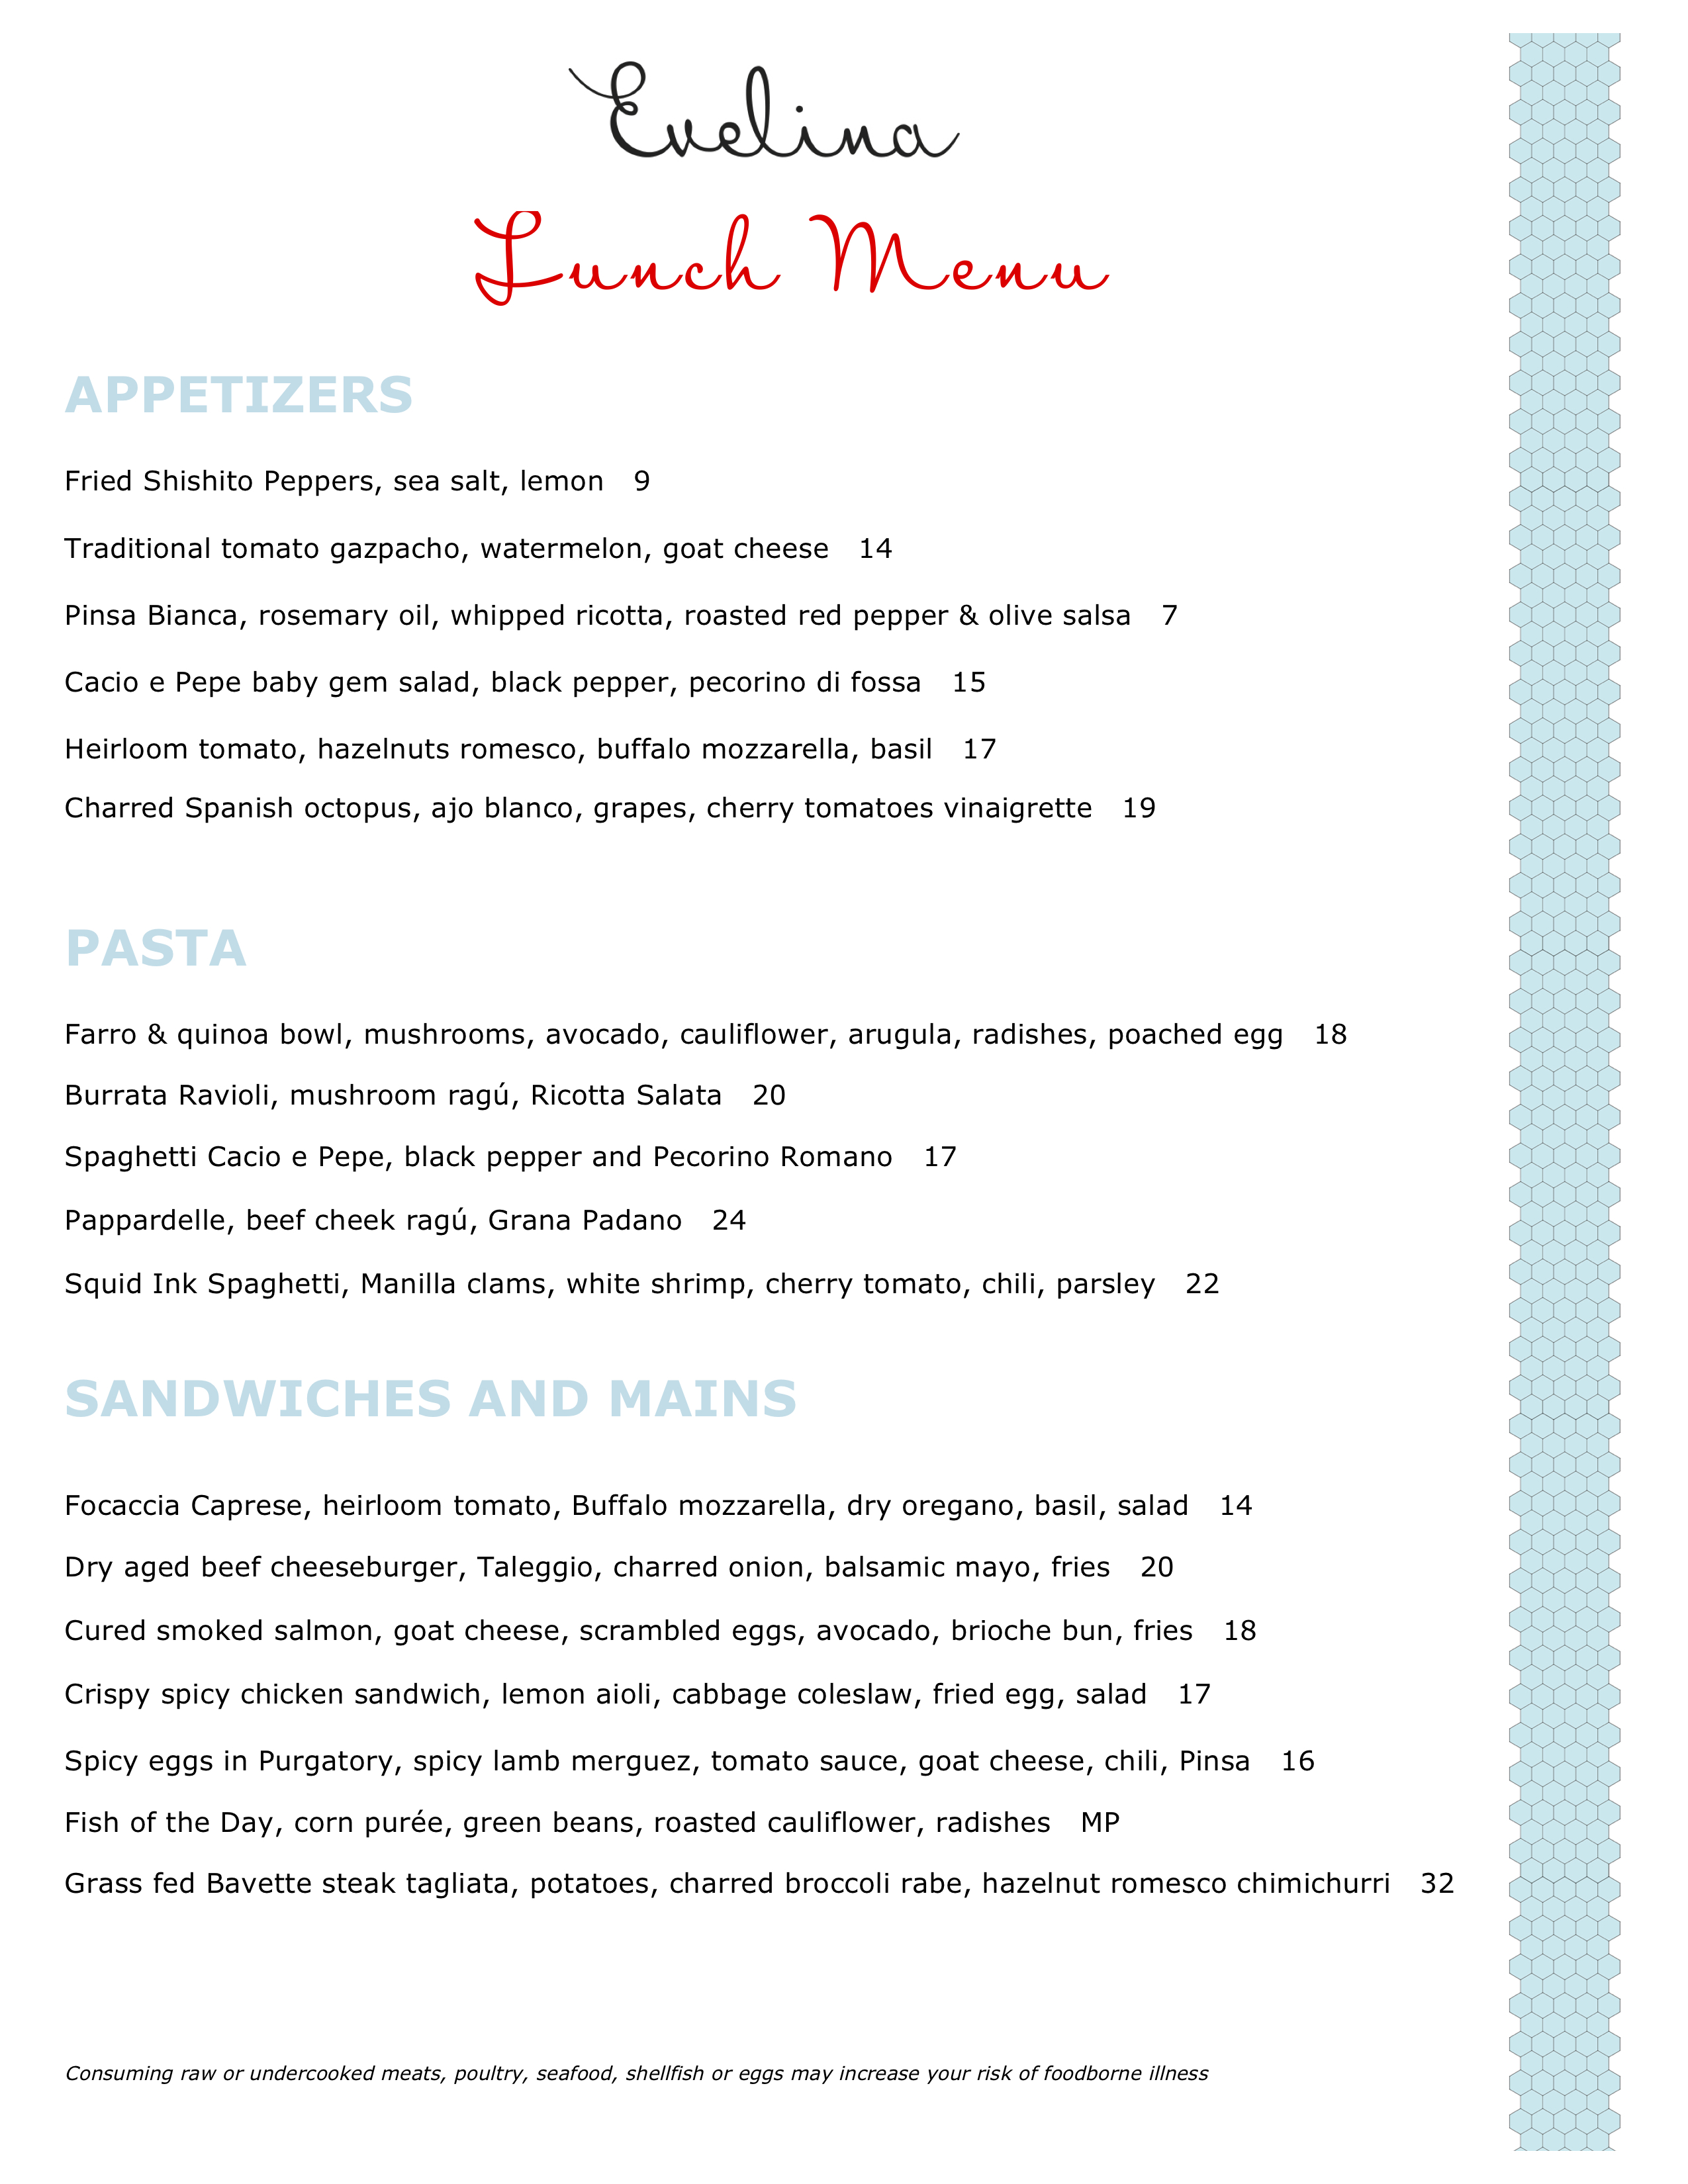 Evelina
Lunch Menu
APPETIZERS
Fried Shishito Peppers, sea salt, lemon 9
Traditional tomato gazpacho, watermelon, goat cheese 14
Pinsa Bianca, rosemary oil, whipped ricotta, roasted red pepper & olive salsa 7
Cacio e Pepe baby gem salad, black pepper, pecorino di fossa 15
Heirloom tomato, hazelnuts romesco, buffalo mozzarella, basil 17
Charred Spanish octopus, ajo blanco, grapes, cherry tomatoes vinaigrette 19
PASTA
Farro & quinoa bowl, mushrooms, avocado, cauliflower, arugula, radishes, poached egg 18
Burrata Ravioli, mushroom ragú, Ricotta Salata 20
Spaghetti Cacio e Pepe, black pepper and Pecorino Romano 17
Pappardelle, beef cheek ragú, Grana Padano 24
Squid Ink Spaghetti, Manilla clams, white shrimp, cherry tomato, chili, parsley 22
SANDWICHES AND MAINS
Focaccia Caprese, heirloom tomato, Buffalo mozzarella, dry oregano, basil, salad 14
Dry aged beef cheeseburger, Taleggio, charred onion, balsamic mayo, fries 20
Cured smoked salmon, goat cheese, scrambled eggs, avocado, brioche bun, fries 18
Crispy spicy chicken sandwich, lemon aioli, cabbage coleslaw, fried egg, salad 17
Spicy eggs in Purgatory, spicy lamb merguez, tomato sauce, goat cheese, chili, Pinsa 16
Fish of the Day, corn purée, green beans, roasted cauliflower, radishes MP
Grass fed Bavette steak tagliata, potatoes, charred broccoli rabe, hazelnut romesco chimichurri 32
Consuming raw or undercooked meats, poultry, seafood, shellfish or eggs may increase your risk of foodborne illness